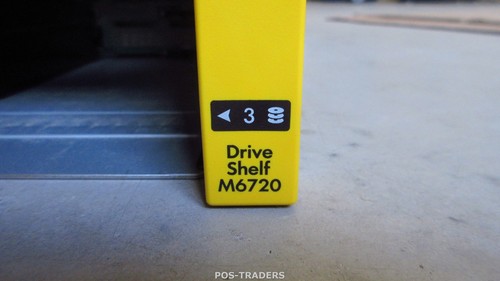 3
Drive
Shelf
M6720
POS-TRADERS